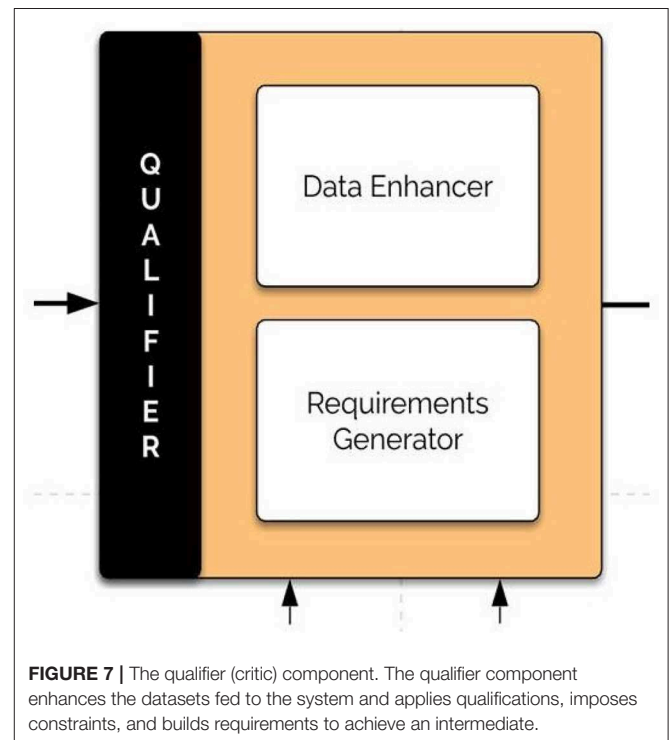 QUALIFIER
Data Enhancer
Requirements
Generator
FIGURE 7 | The qualifier (critic) component. The qualifier component
enhances the datasets fed to the system and applies qualifications, imposes
constraints, and builds requirements to achieve an intermediate.